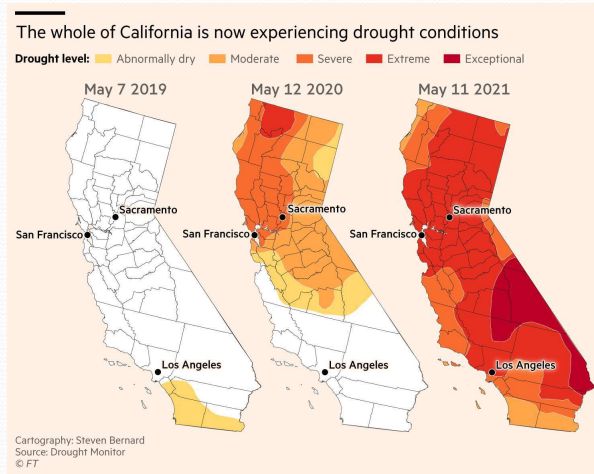 The whole of California is now experiencing drought conditions
Drought level: Abnormally dry Moderate Severe Extreme Exceptional
May 7 2019 May 12 2020 May 11 2021
Sacramento Sacramento Sacramento
San Francisco San Francisco San Francisco
Los Angeles Los Angeles Los Angeles
Cartography: Steven Bernard
Source: Drought Monitor
© FT